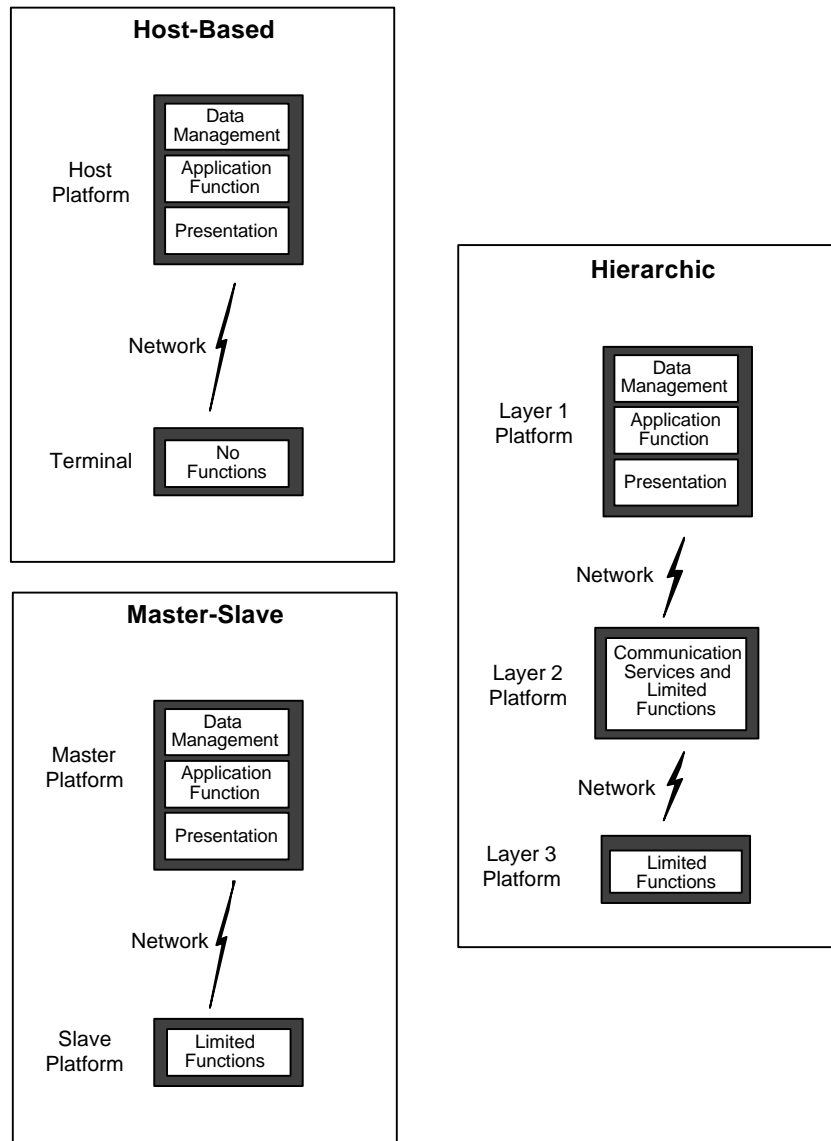 Host-Based
Host
Platform
Data
Management
Application
Function
Presentation
Network
Terminal
No
Functions
Master-Slave
Master
Platform
Data
Management
Application
Function
Presentation
Network
Slave
Platform
Limited
Functions
Hierarchic
Layer 1
Platform
Data
Management
Application
Function
Presentation
Network
Layer 2
Platform
Communication
Services and
Limited
Functions
Network
Layer 3
Platform
Limited
Functions